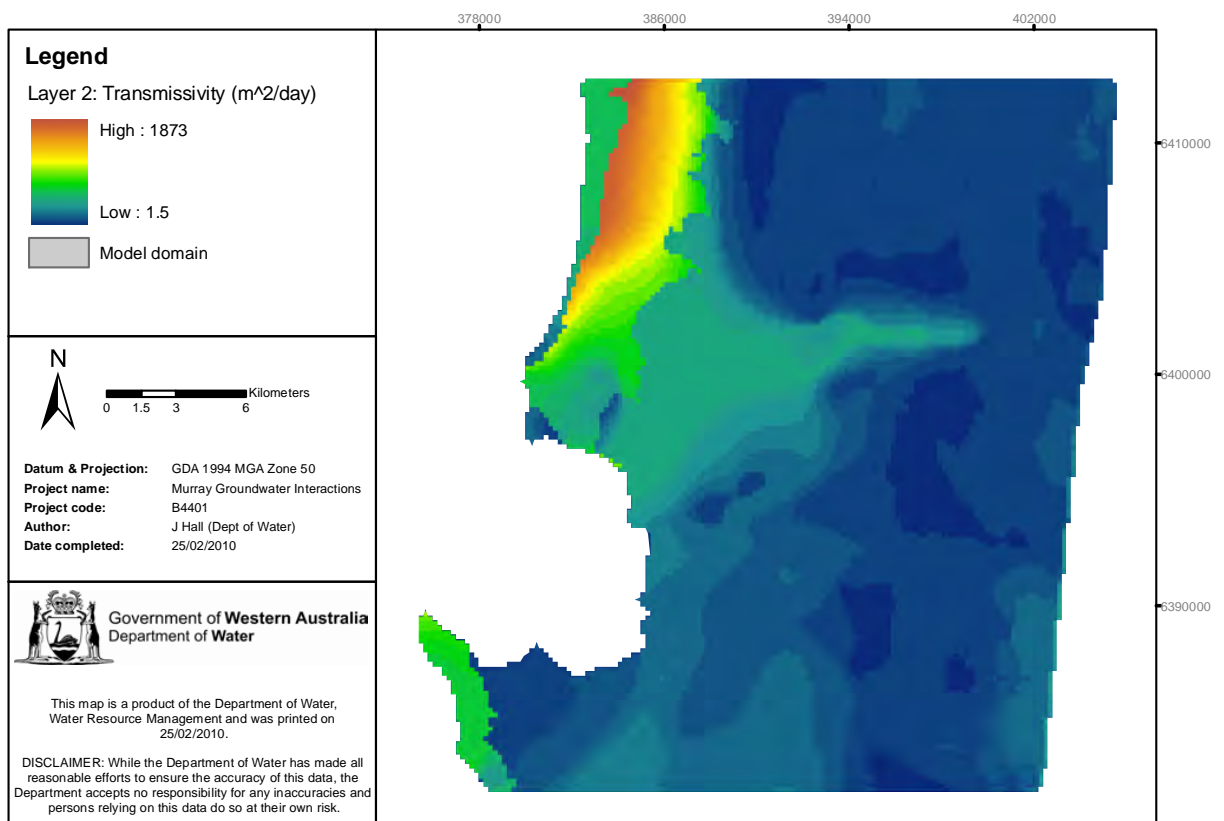 378000
386000
394000
402000
Legend
Layer 2: Transmissivity (m^2/day)
High : 1873
Low : 1.5
Model domain
N
Kilometers
0 1.5 3 6
Datum & Projection: GDA 1994 MGA Zone 50
Project name: Murray Groundwater Interactions
Project code: B4401
Author: J Hall (Dept of Water)
Date completed: 25/02/2010
Government of Western Australia
Department of Water
This map is a product of the Department of Water,
Water Resource Management and was printed on
25/02/2010.
DISCLAIMER: While the Department of Water has made all
reasonable efforts to ensure the accuracy of this data, the
Department accepts no responsibility for any inaccuracies and
persons relying on this data do so at their own risk.
6410000
6400000
6390000